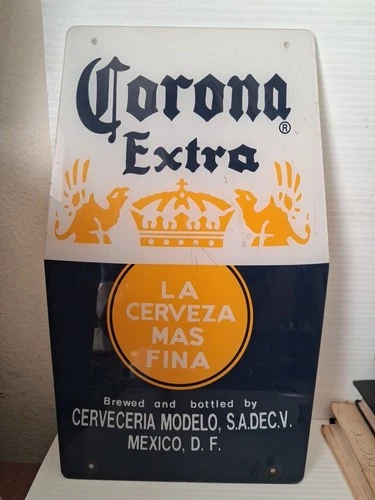 Corona
Extra
®
LA
CERVEZA
MAS
FINA
Brewed and bottled by
CERVECERIA MODELO, S.A.DEC.V.
MEXICO, D. F.